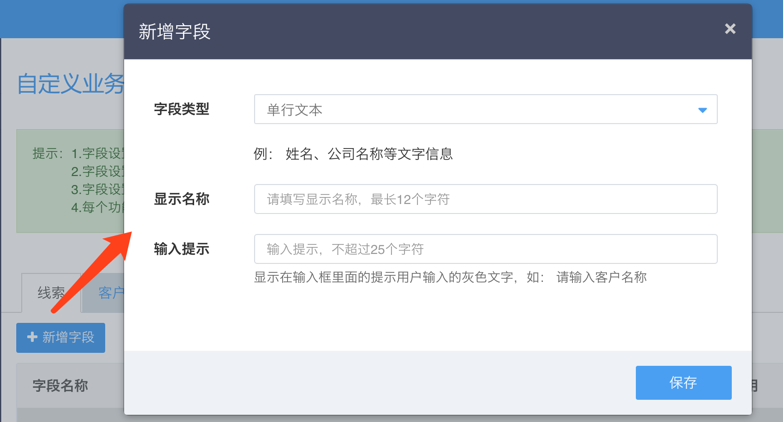 新增字段
×
自定义业务
字段类型
单行文本
例： 姓名、公司名称等文字信息
提示：1.字段设
2.字段设
3.字段设
4.每个功
显示名称
请填写显示名称，最长12个字符
输入提示
输入提示，不超过25个字符
显示在输入框里面的提示用户输入的灰色文字，如： 请输入客户名称
线索
客户
+ 新增字段
字段名称
保存